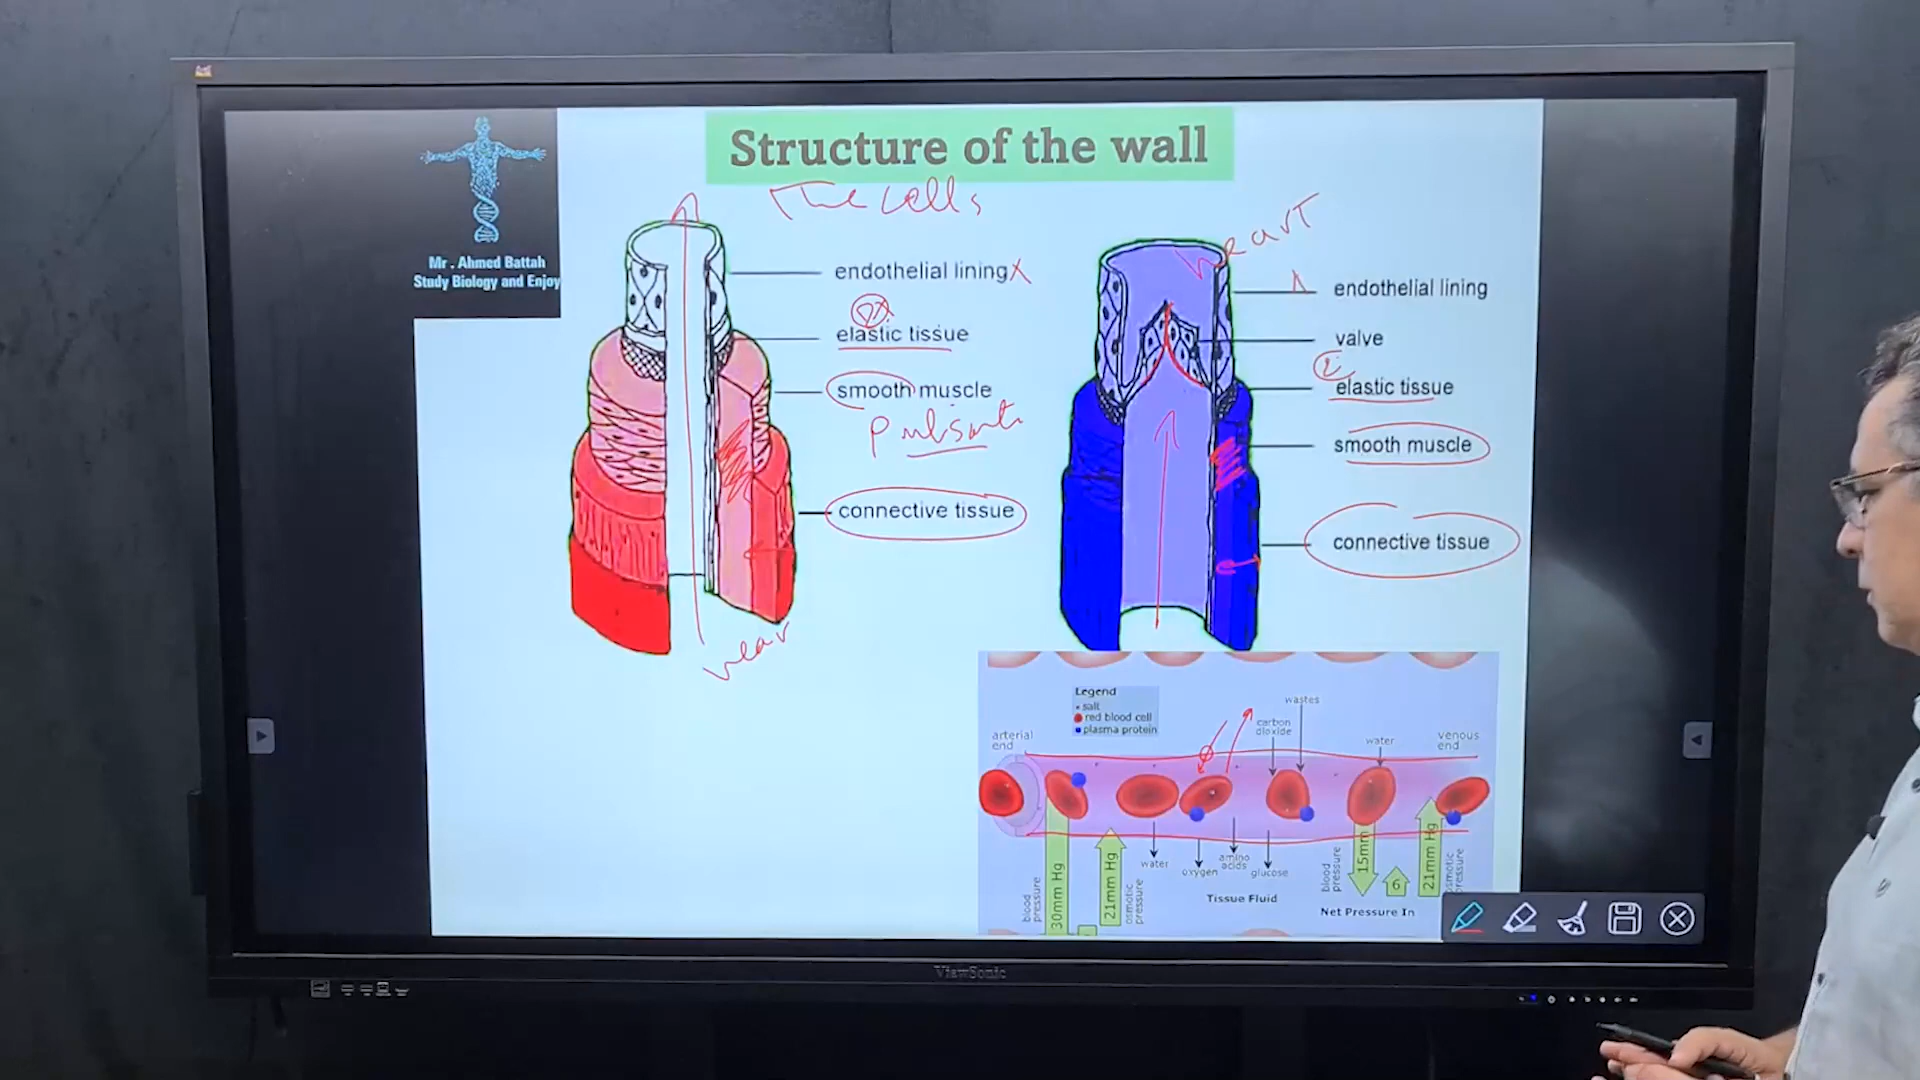 Structure of the wall
Mr . Ahmed Battah
Study Biology and Enjoy
The cells
endothelial lining
elastic tissue
smooth muscle
connective tissue
heart
endothelial lining
valve
elastic tissue
smooth muscle
connective tissue
Legend
salt
red blood cell
plasma protein
arterial
end
carbon
dioxide
wastes
water
venous
end
water
oxygen
amino
acids
glucose
Tissue Fluid
blood
pressure
30mm Hg
21mm Hg
osmotic
pressure
blood
pressure
15mm
6
21mm Hg
osmotic
pressure
Net Pressure In
ViewSonic